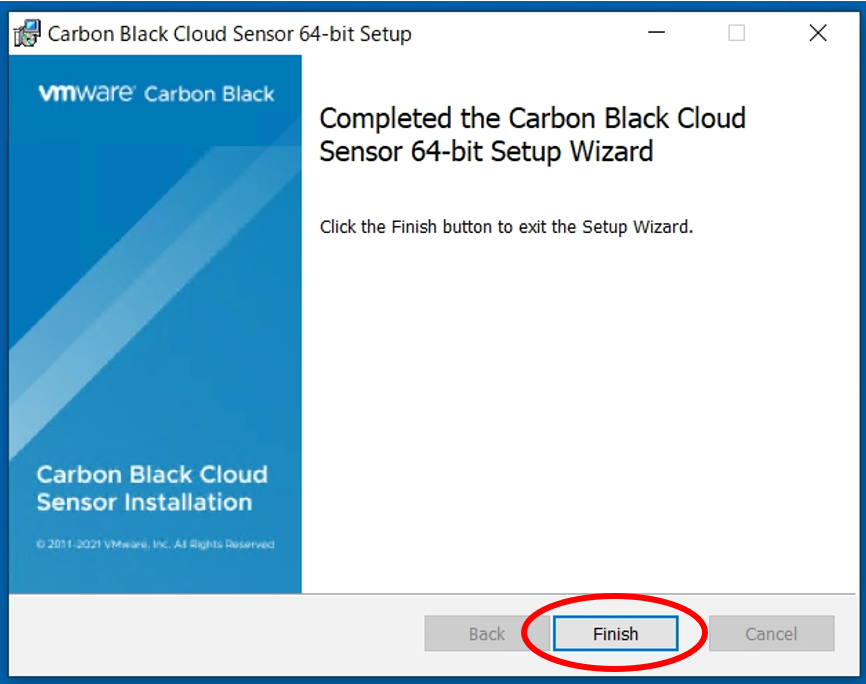 Carbon Black Cloud Sensor 64-bit Setup
vmware® Carbon Black
Completed the Carbon Black Cloud
Sensor 64-bit Setup Wizard
Click the Finish button to exit the Setup Wizard.
Carbon Black Cloud
Sensor Installation
© 2011-2021 VMware, Inc. All Rights Reserved
Back
Finish
Cancel